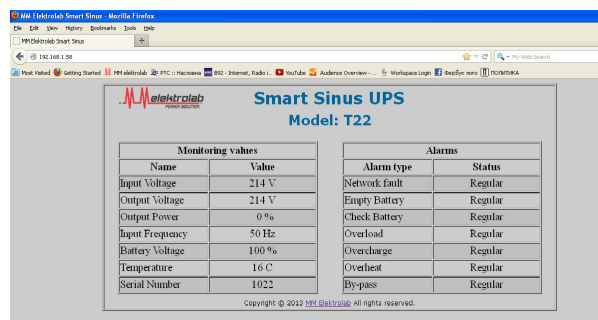 MM Elektrolab Smart Sinus - Mozilla Firefox
File Edit View History Bookmarks Tools Help
MM Elektrolab Smart Sinus +
192.168.1.56 My Web Search
Most Visited Getting Started MM elektrolab PTC :: Насловна B92 - Internet, Radio i... YouTube Audience Overview - ... Workspace Login Фејсбук лого ПОЛИТИКА
MM elektrolab
POWER SOLUTION
Smart Sinus UPS
Model: T22
Monitoring values
Name Value
Input Voltage 214 V
Output Voltage 214 V
Output Power 0 %
Input Frequency 50 Hz
Battery Voltage 100 %
Temperature 16 C
Serial Number 1022
Alarms
Alarm type Status
Network fault Regular
Empty Battery Regular
Check Battery Regular
Overload Regular
Overcharge Regular
Overheat Regular
By-pass Regular
Copyright © 2013 MM Elektrolab All rights reserved.